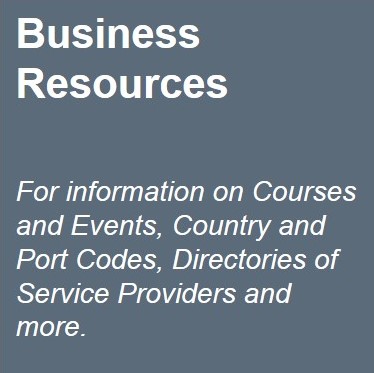 Business
Resources
For information on Courses
and Events, Country and
Port Codes, Directories of
Service Providers and
more.